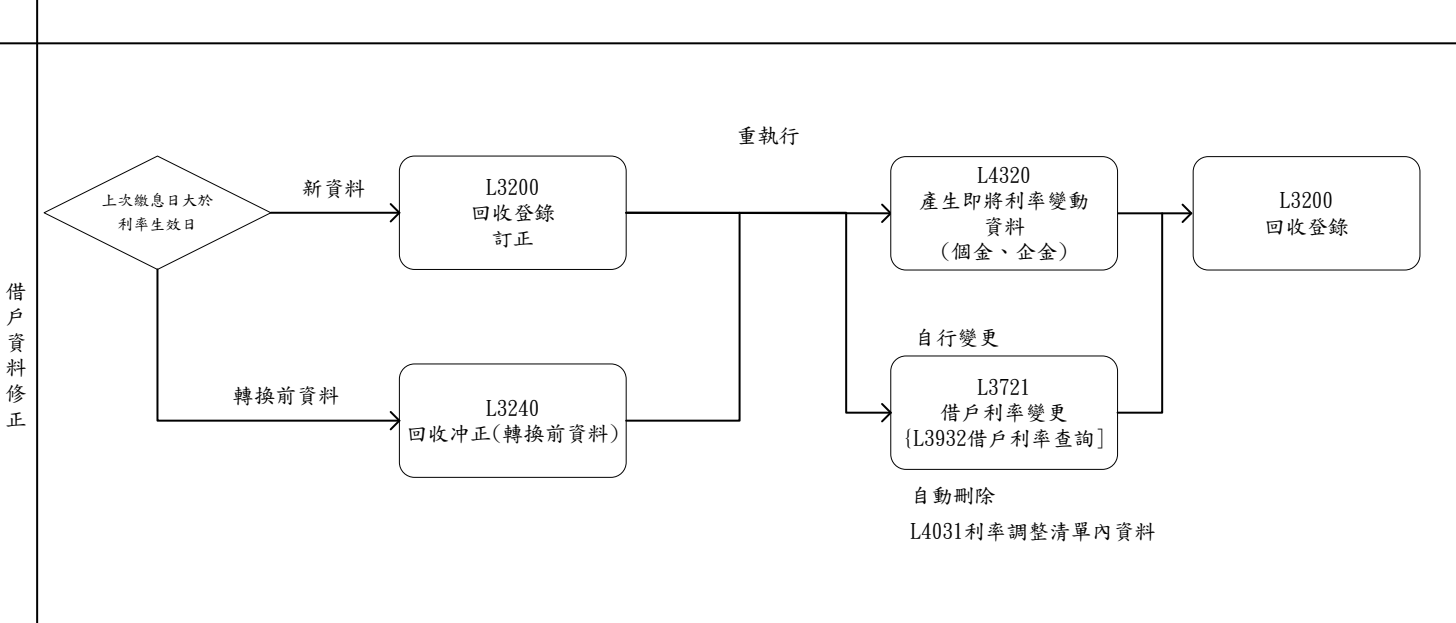 借戶資料修正
上次繳息日大於
利率生效日
新資料
轉換前資料
L3200
回收登錄
訂正
L3240
回收冲正(轉換前資料)
重執行
L4320
產生即將利率變動
資料
(個金、企金)
自行變更
L3721
借戶利率變更
{L3932借戶利率查詢]
自動刪除
L4031利率調整清單內資料
L3200
回收登錄